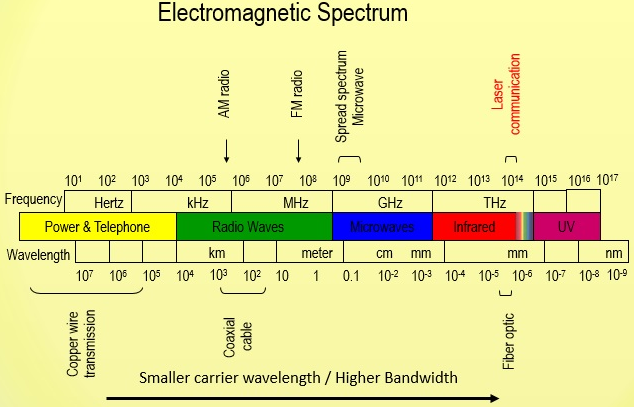 Electromagnetic Spectrum
AM radio
FM radio
Spread spectrum
Microwave
Laser
communication
10¹ 10² 10³ 10⁴ 10⁵ 10⁶ 10⁷ 10⁸ 10⁹ 10¹⁰ 10¹¹ 10¹² 10¹³ 10¹⁴ 10¹⁵ 10¹⁶ 10¹⁷
Frequency Hertz kHz MHz GHz THz
Power & Telephone Radio Waves Microwaves Infrared UV
Wavelength km meter cm mm mm nm
10⁷ 10⁶ 10⁵ 10⁴ 10³ 10² 10 1 0.1 10⁻² 10⁻³ 10⁻⁴ 10⁻⁵ 10⁻⁶ 10⁻⁷ 10⁻⁸ 10⁻⁹
Copper wire
transmission
Coaxial
cable
Fiber optic
Smaller carrier wavelength / Higher Bandwidth